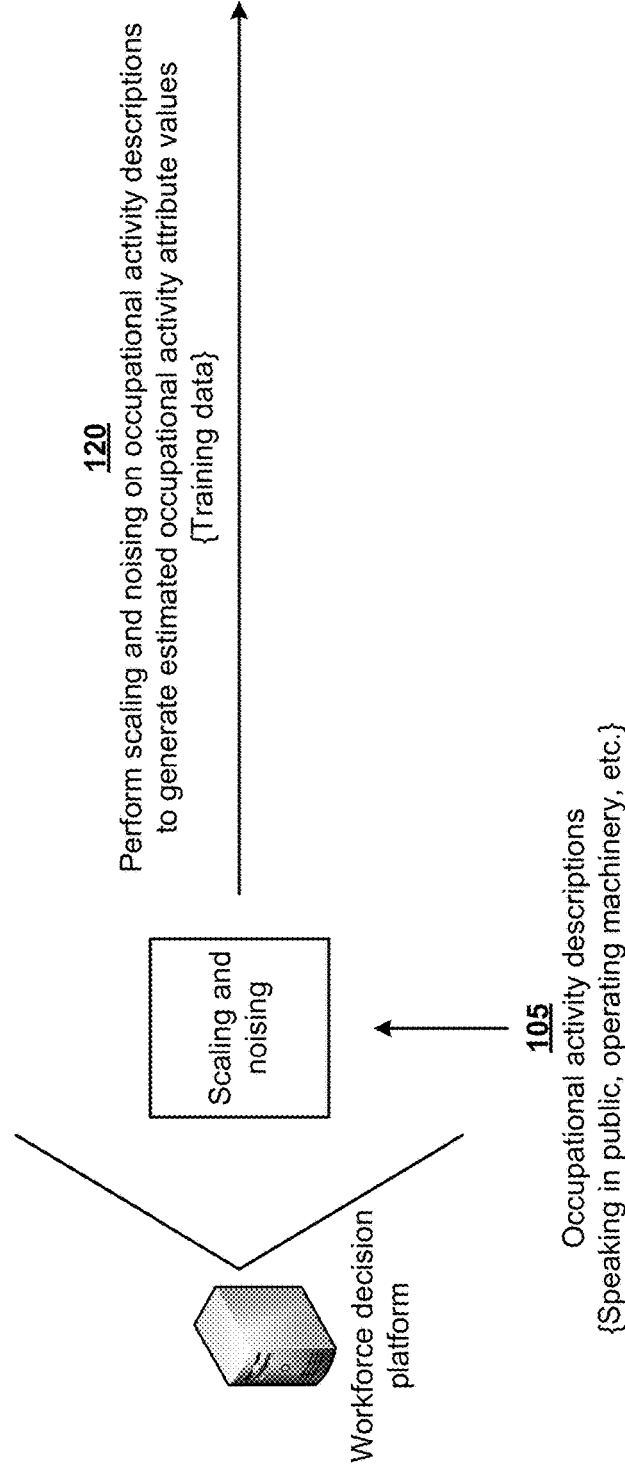 120
Perform scaling and noising on occupational activity descriptions
to generate estimated occupational activity attribute values
{Training data}
Scaling and
noising
Workforce decision
platform
105
Occupational activity descriptions
{Speaking in public, operating machinery, etc.}